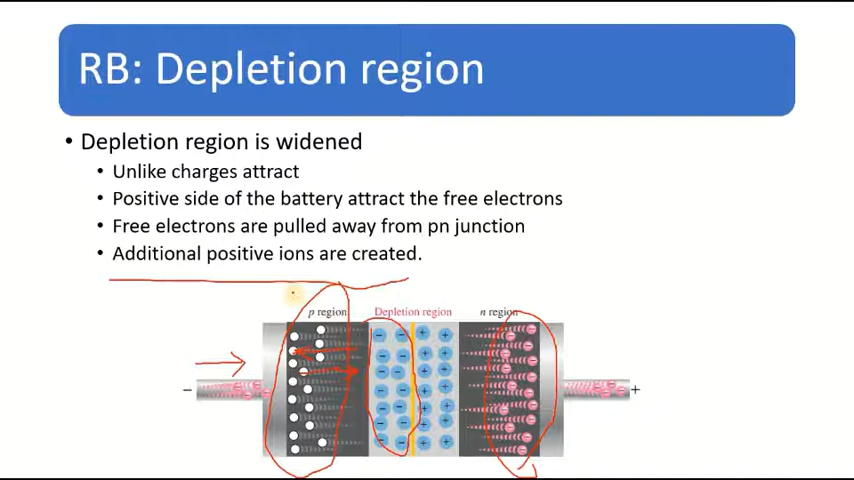 RB: Depletion region
• Depletion region is widened
• Unlike charges attract
• Positive side of the battery attract the free electrons
• Free electrons are pulled away from pn junction
• Additional positive ions are created.
p region Depletion region n region
− +